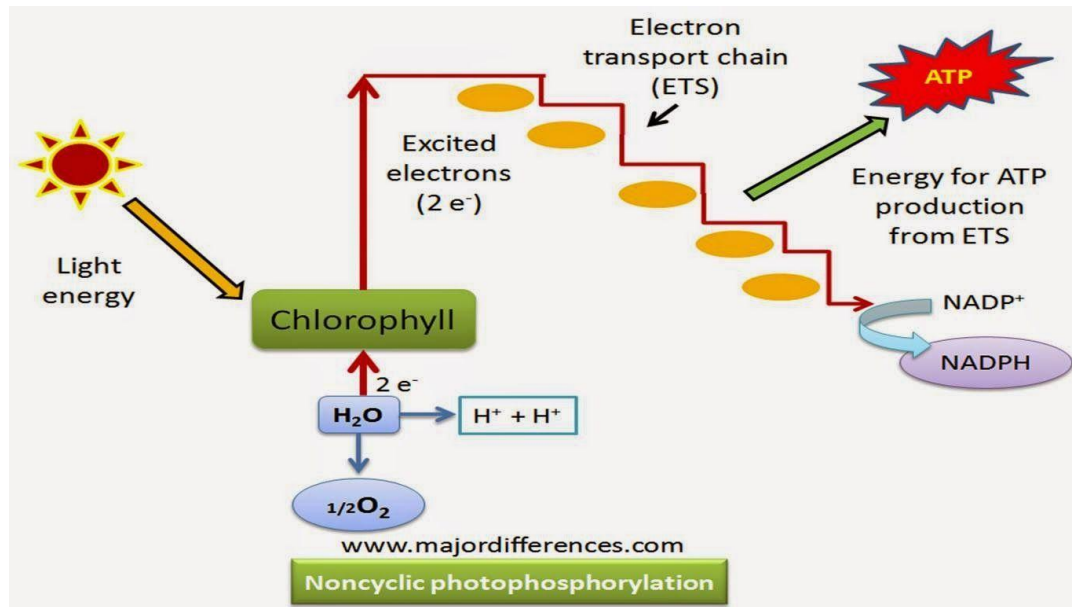 Electron
transport chain
(ETS)
ATP
Excited
electrons
(2 e⁻)
Energy for ATP
production
from ETS
Light
energy
NADP⁺
Chlorophyll
NADPH
2 e⁻
H₂O
H⁺ + H⁺
1/2O₂
www.majordifferences.com
Noncyclic photophosphorylation